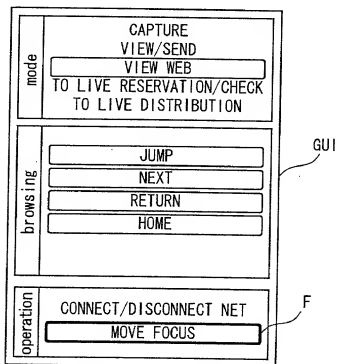 mode
CAPTURE
VIEW/SEND
VIEW WEB
TO LIVE RESERVATION/CHECK
TO LIVE DISTRIBUTION
GUI
browsing
JUMP
NEXT
RETURN
HOME
operation
CONNECT/DISCONNECT NET
MOVE FOCUS
F